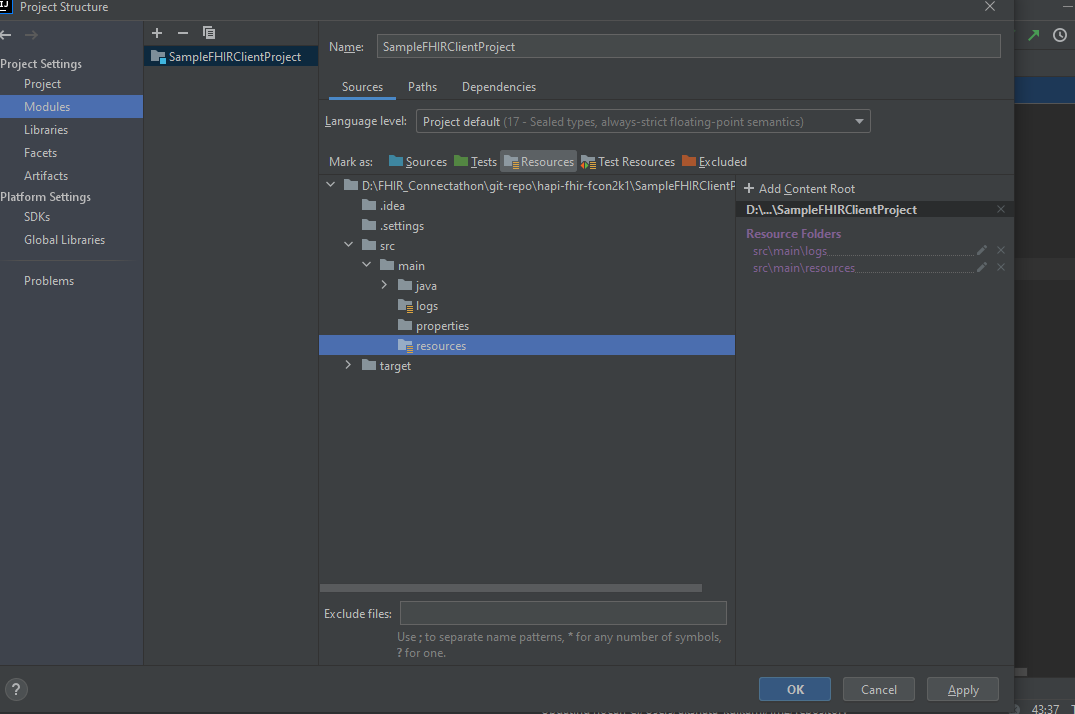 IJ Project Structure
Project Settings
Project
Modules
Libraries
Facets
Artifacts
Platform Settings
SDKs
Global Libraries
Problems
SampleFHIRClientProject
Name: SampleFHIRClientProject
Sources Paths Dependencies
Language level: Project default (17 - Sealed types, always-strict floating-point semantics)
Mark as: Sources Tests Resources Test Resources Excluded
D:\FHIR_Connectathon\git-repo\hapi-fhir-fcon2k1\SampleFHIRClientP
.idea
.settings
src
main
java
logs
properties
resources
target
+ Add Content Root
D:\...\SampleFHIRClientProject
Resource Folders
src\main\logs
src\main\resources
Exclude files:
Use ; to separate name patterns, * for any number of symbols,
? for one.
? OK Cancel Apply
43:37